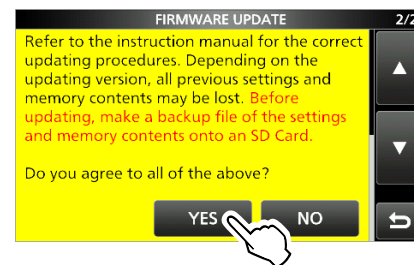 FIRMWARE UPDATE 2/2
Refer to the instruction manual for the correct
updating procedures. Depending on the
updating version, all previous settings and
memory contents may be lost. Before
updating, make a backup file of the settings
and memory contents onto an SD Card.
Do you agree to all of the above?
YES NO